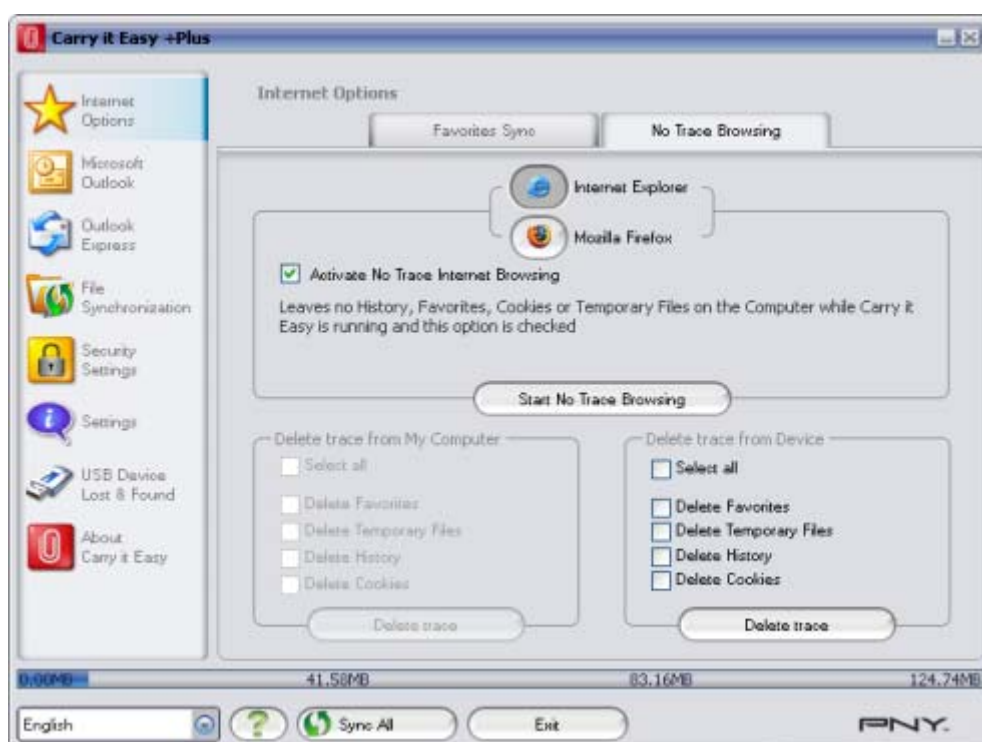 Carry it Easy +Plus
Internet
Options
Microsoft
Outlook
Outlook
Express
File
Synchronization
Security
Settings
Settings
USB Device
Lost & Found
About
Carry it Easy
Internet Options
Favorites Sync
No Trace Browsing
Internet Explorer
Mozilla Firefox
Activate No Trace Internet Browsing
Leaves no History, Favorites, Cookies or Temporary Files on the Computer while Carry it
Easy is running and this option is checked
Start No Trace Browsing
Delete trace from My Computer
Select all
Delete Favorites
Delete Temporary Files
Delete History
Delete Cookies
Delete trace
Delete trace from Device
Select all
Delete Favorites
Delete Temporary Files
Delete History
Delete Cookies
Delete trace
0.00MB 41.58MB 83.16MB 124.74MB
English ? Sync All Exit PNY.